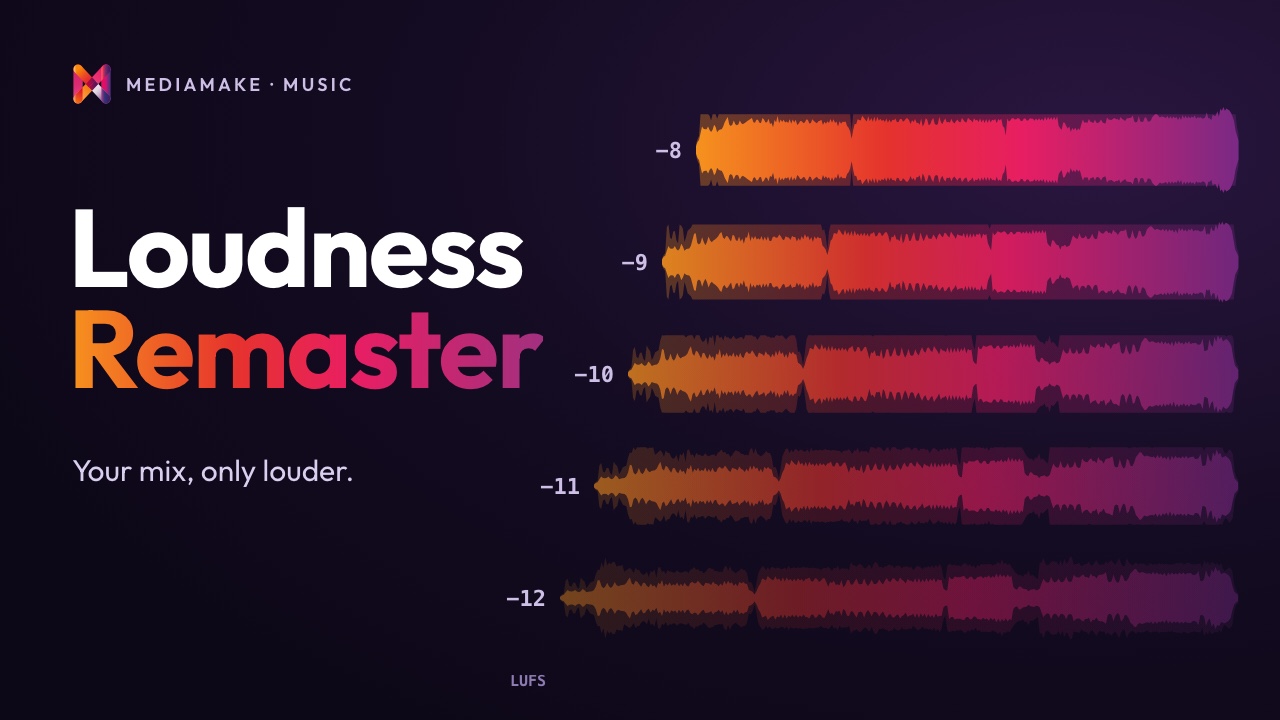 MEDIAMAKE · MUSIC
Loudness
Remaster
Your mix, only louder.
−8
−9
−10
−11
−12
LUFS